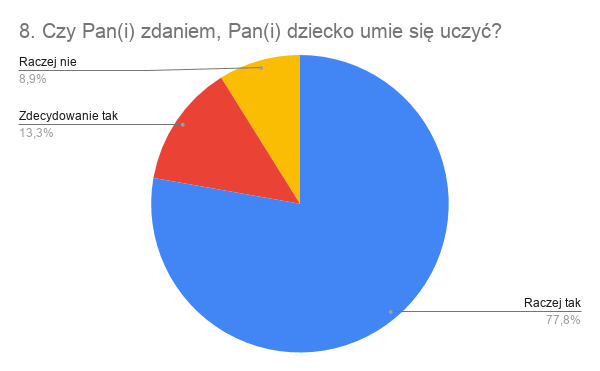 8. Czy Pan(i) zdaniem, Pan(i) dziecko umie się uczyć?
Raczej nie
8,9%
Zdecydowanie tak
13,3%
Raczej tak
77,8%